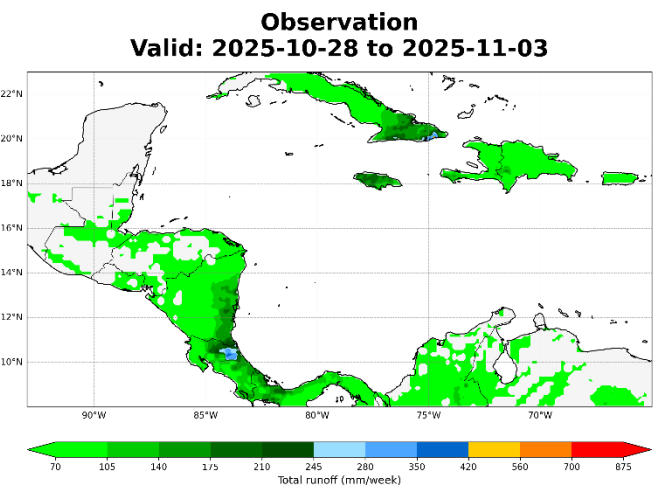 Observation
Valid: 2025-10-28 to 2025-11-03
22°N
20°N
18°N
16°N
14°N
12°N
10°N
90°W 85°W 80°W 75°W 70°W
70 105 140 175 210 245 280 350 420 560 700 875
Total runoff (mm/week)